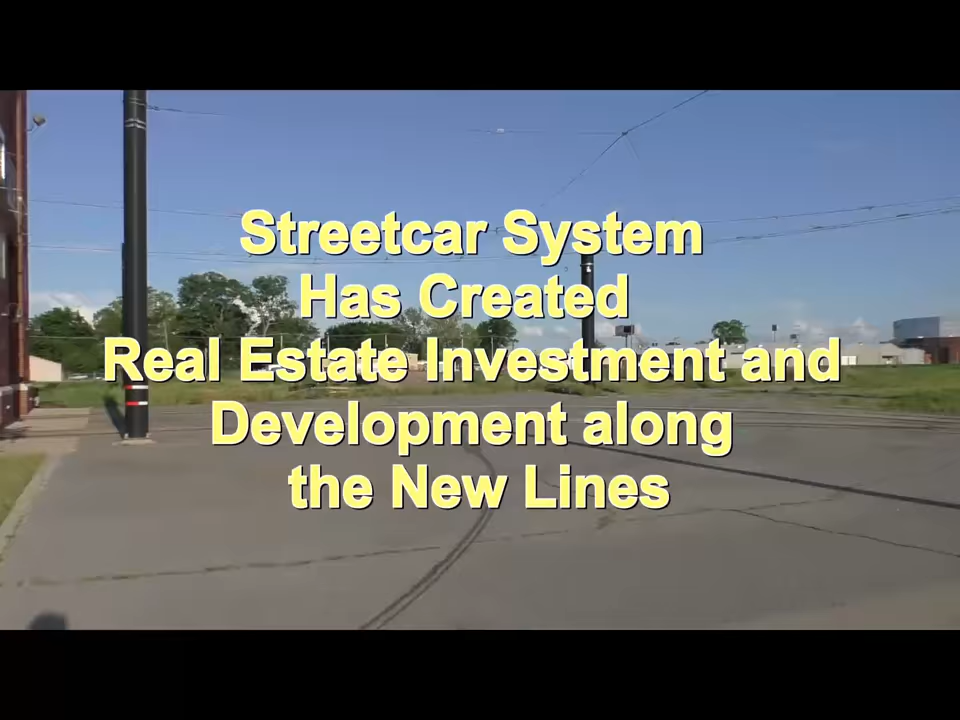 Streetcar System
Has Created
Real Estate Investment and
Development along
the New Lines